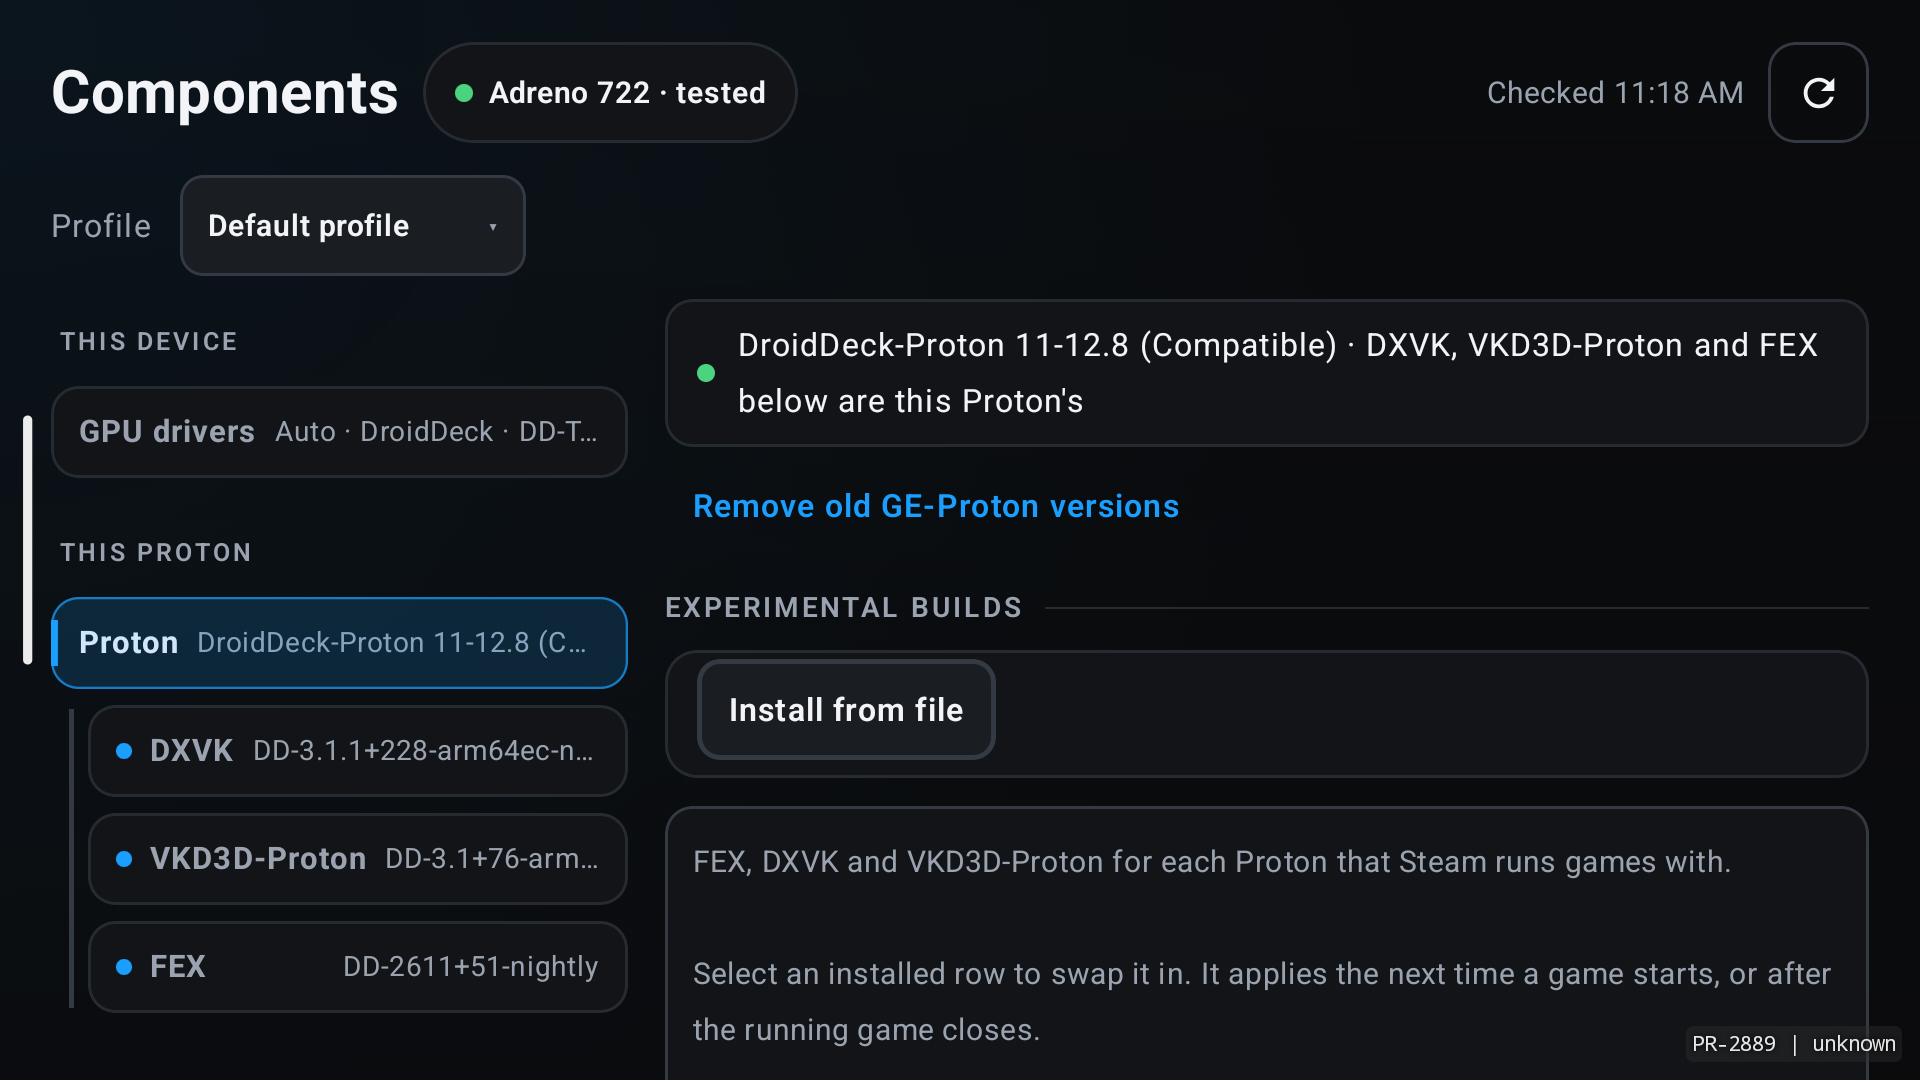 Components
Adreno 722 · tested
Checked 11:18 AM
Profile
Default profile
THIS DEVICE
GPU drivers Auto · DroidDeck · DD-T…
THIS PROTON
Proton DroidDeck-Proton 11-12.8 (C…
DXVK DD-3.1.1+228-arm64ec-n…
VKD3D-Proton DD-3.1+76-arm…
FEX DD-2611+51-nightly
DroidDeck-Proton 11-12.8 (Compatible) · DXVK, VKD3D-Proton and FEX
below are this Proton's
Remove old GE-Proton versions
EXPERIMENTAL BUILDS
Install from file
FEX, DXVK and VKD3D-Proton for each Proton that Steam runs games with.
Select an installed row to swap it in. It applies the next time a game starts, or after
the running game closes.
PR-2889 | unknown